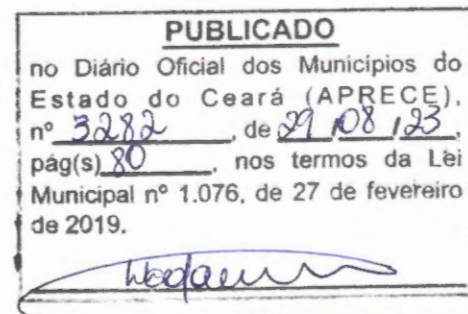 PUBLICADO
no Diário Oficial dos Municípios do
Estado do Ceará (APRECE),
nº 3282, de 29/08/23,
pág(s) 80, nos termos da Lei
Municipal nº 1.076, de 27 de fevereiro
de 2019.